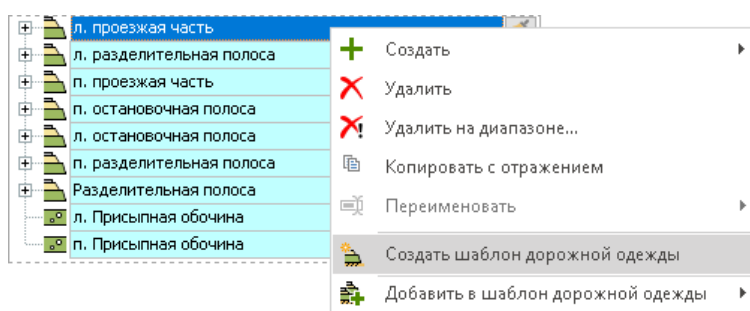 л. проезжая часть
л. разделительная полоса
п. проезжая часть
п. остановочная полоса
л. остановочная полоса
п. разделительная полоса
Разделительная полоса
л. Присыпная обочина
п. Присыпная обочина
Создать
Удалить
Удалить на диапазоне...
Копировать с отражением
Переименовать
Создать шаблон дорожной одежды
Добавить в шаблон дорожной одежды